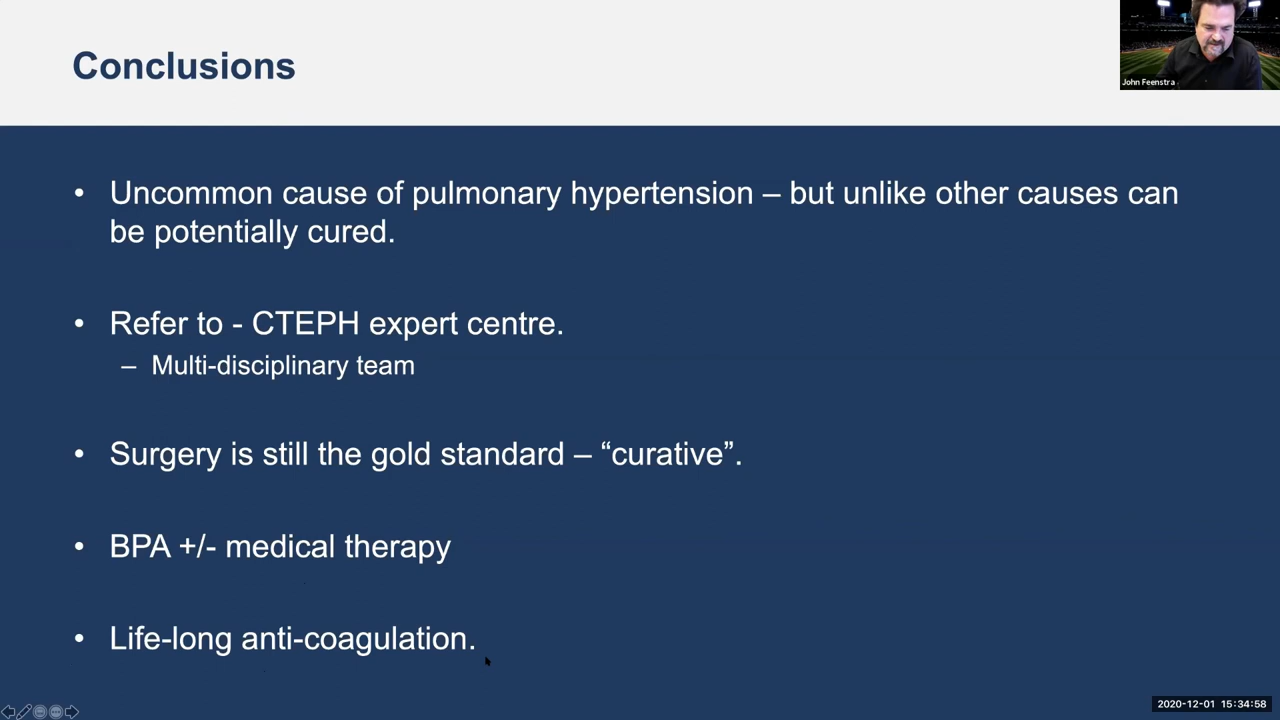 Conclusions
John Feenstra
• Uncommon cause of pulmonary hypertension – but unlike other causes can
be potentially cured.
• Refer to - CTEPH expert centre.
– Multi-disciplinary team
• Surgery is still the gold standard – “curative”.
• BPA +/- medical therapy
• Life-long anti-coagulation.
2020-12-01 15:34:58